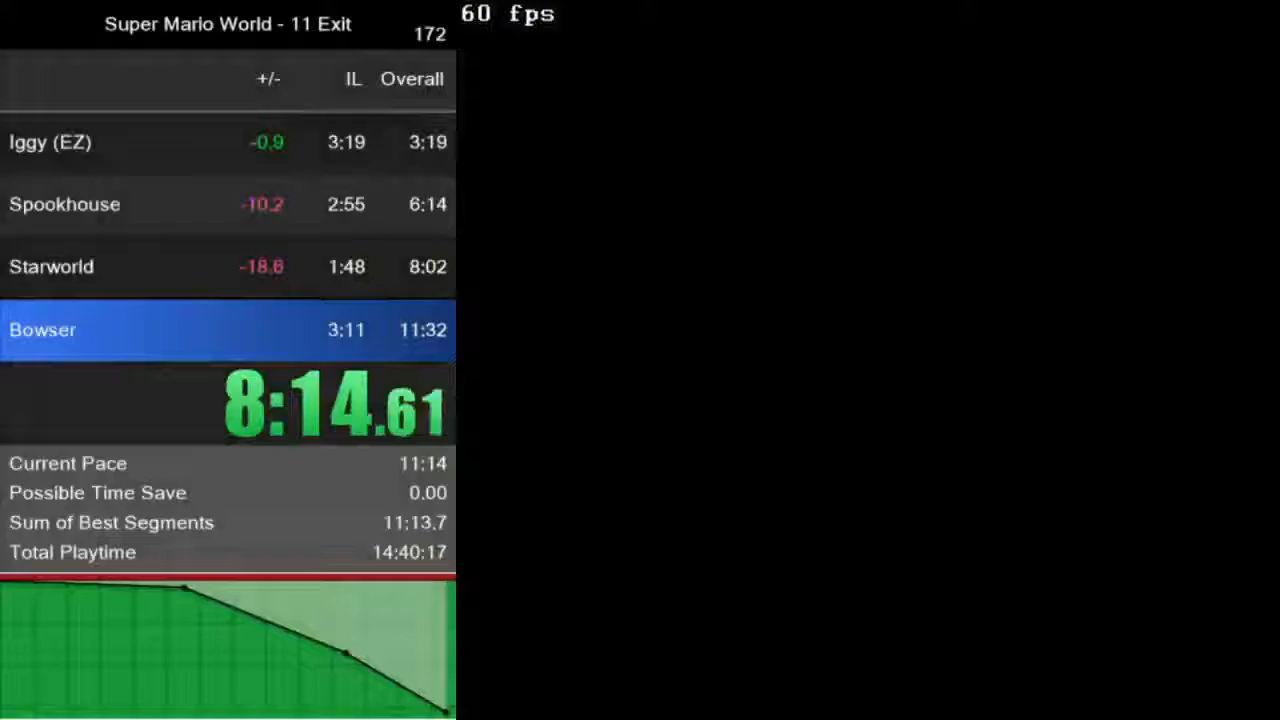 Super Mario World - 11 Exit
172
60 fps
+/- IL Overall
Iggy (EZ) -0.9 3:19 3:19
Spookhouse -10.2 2:55 6:14
Starworld -18.6 1:48 8:02
Bowser 3:11 11:32
8:14.61
Current Pace 11:14
Possible Time Save 0.00
Sum of Best Segments 11:13.7
Total Playtime 14:40:17